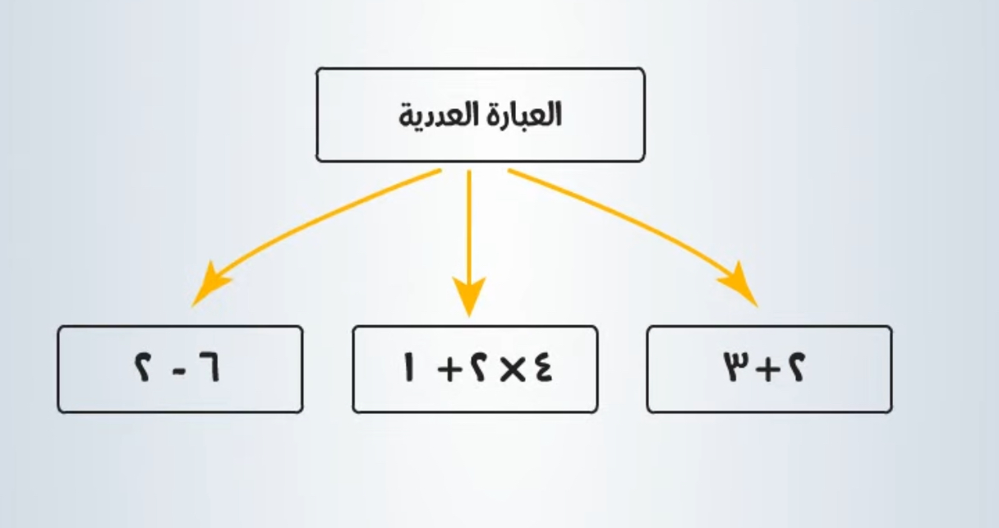 العبارة العددية
٢ + ٣
٤ × ٢ + ١
٦ - ٢